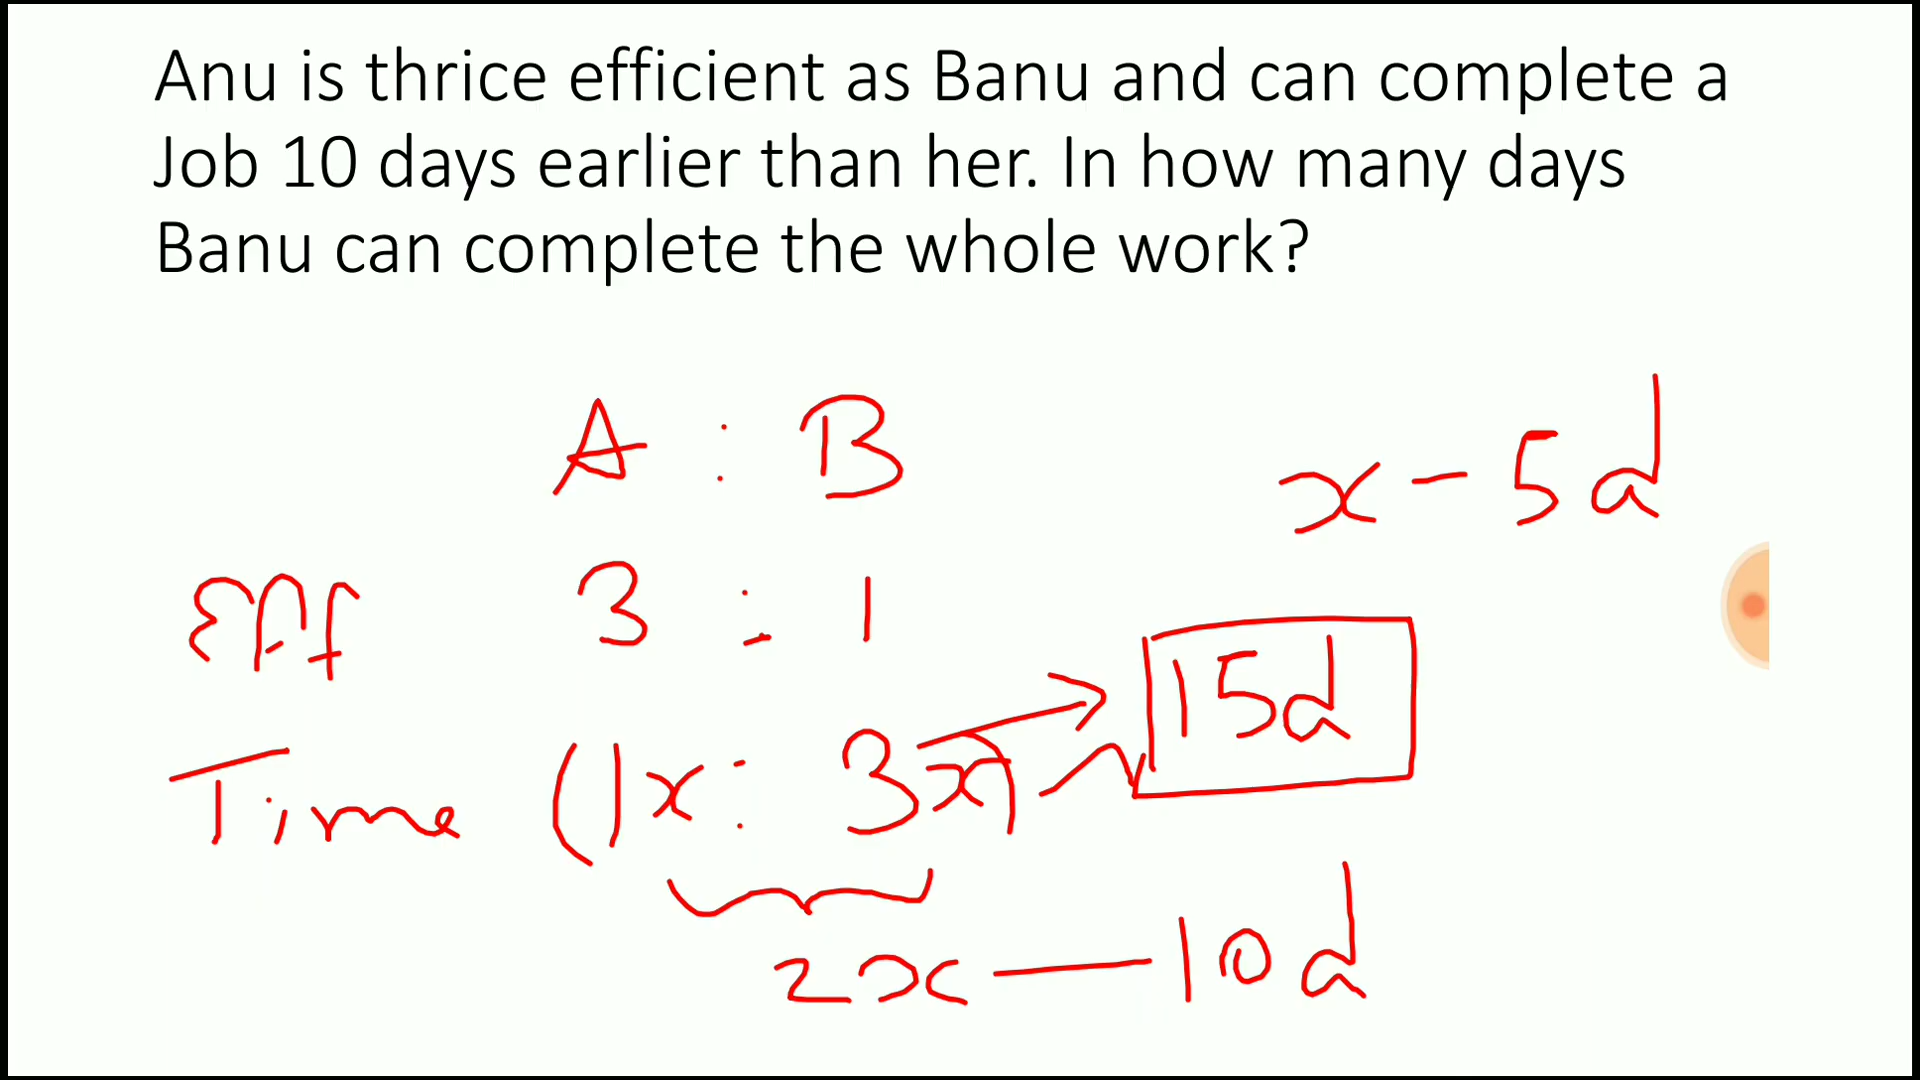 Anu is thrice efficient as Banu and can complete a
Job 10 days earlier than her. In how many days
Banu can complete the whole work?
A : B
x - 5d
Eff 3 : 1
15d
Time (1x : 3x)
2x — 10d